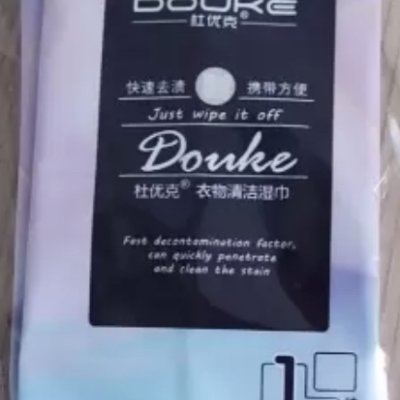 DOUKE
杜优克®
快速去渍 携带方便
Just wipe it off
Douke
杜优克® 衣物清洁湿巾
Fast decontamination factor,
can quickly penetrate
and clean the stain
1